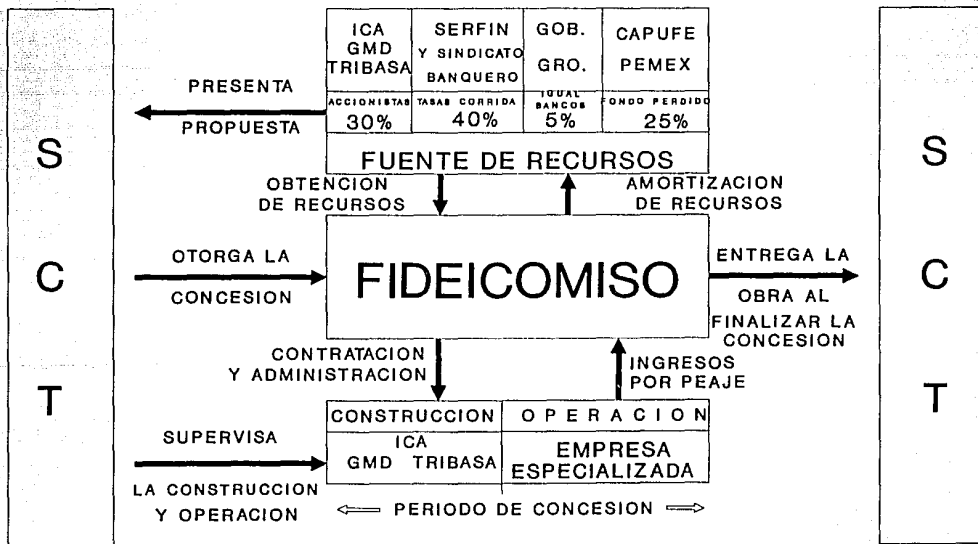 S
C
T
ICA
GMD
TRIBASA
SERFIN
Y SINDICATO
BANQUERO
GOB.
GRO.
CAPUFE
PEMEX
ACCIONISTAS
30%
TASAS CORRIDA
40%
IGUAL
BANCOS
5%
FONDO PERDIDO
25%
FUENTE DE RECURSOS
PRESENTA
PROPUESTA
OBTENCION
DE RECURSOS
AMORTIZACION
DE RECURSOS
OTORGA LA
CONCESION
FIDEICOMISO
ENTREGA LA
OBRA AL
FINALIZAR LA
CONCESION
CONTRATACION
Y ADMINISTRACION
INGRESOS
POR PEAJE
CONSTRUCCION
ICA
GMD TRIBASA
OPERACION
EMPRESA
ESPECIALIZADA
SUPERVISA
LA CONSTRUCCION
Y OPERACION
PERIODO DE CONCESION
S
C
T